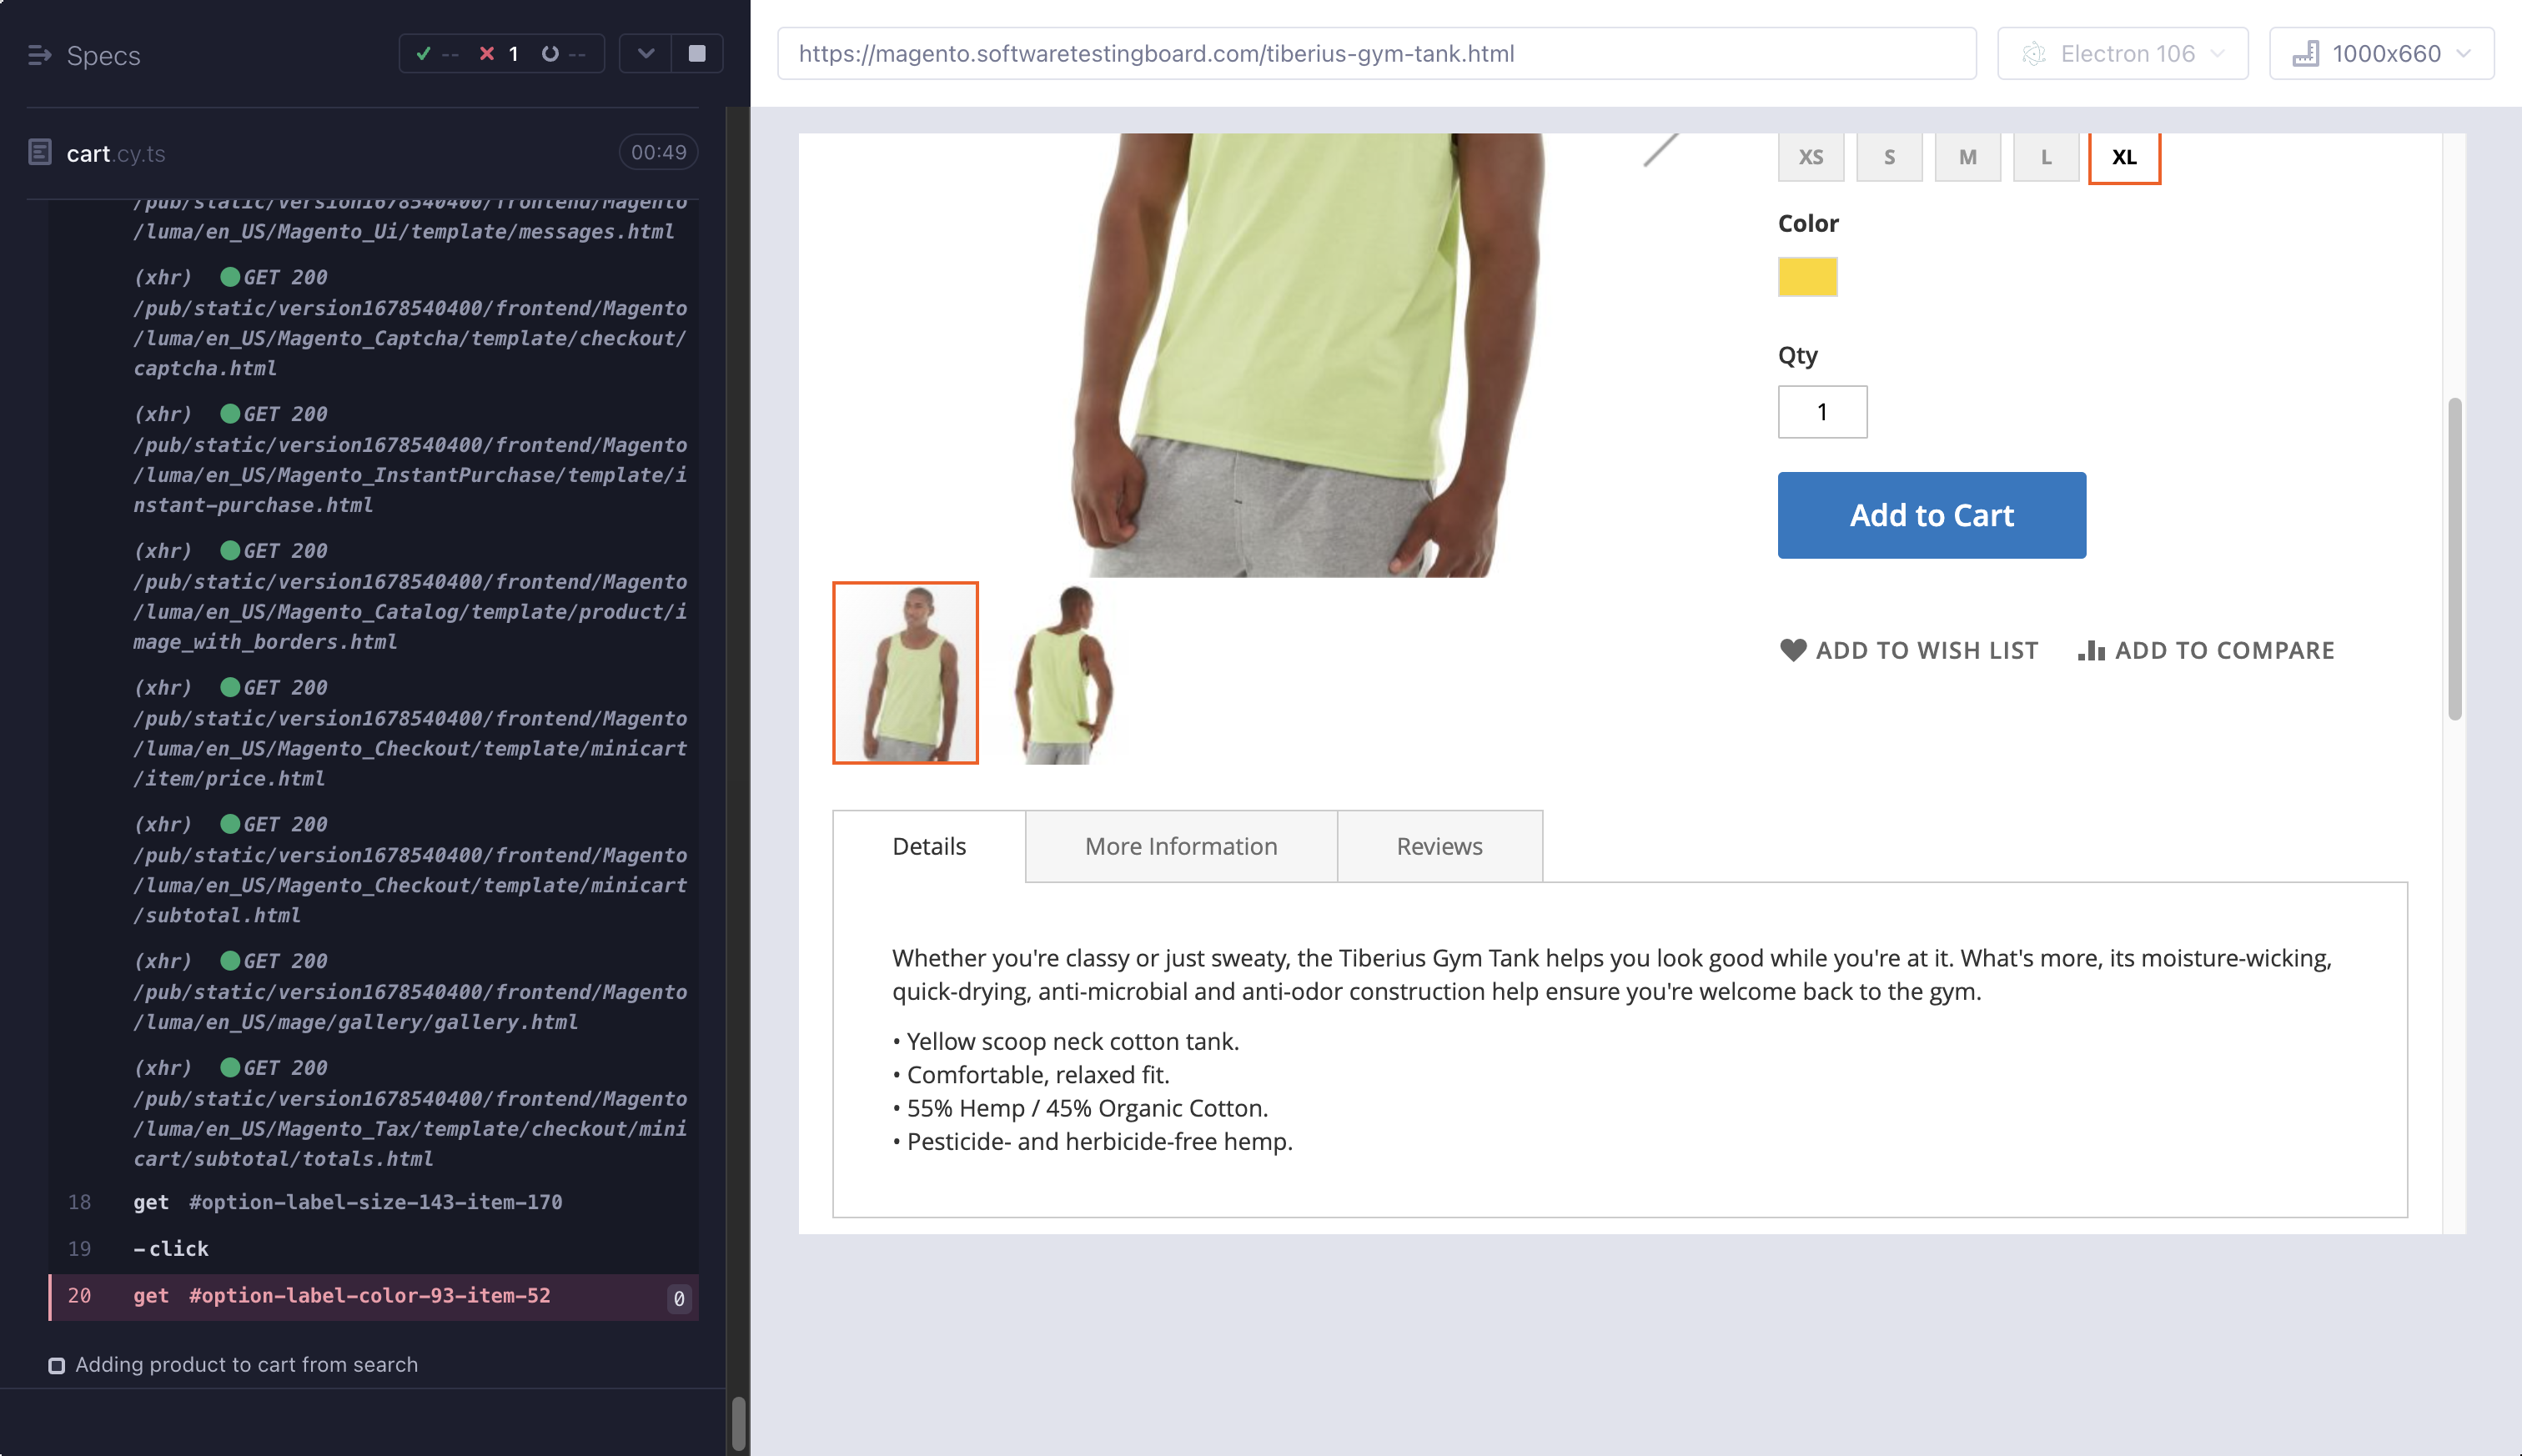 Specs
-- 1 --
https://magento.softwaretestingboard.com/tiberius-gym-tank.html
Electron 106
1000x660
cart.cy.ts
00:49
/pub/static/version1678540400/frontend/Magento
/luma/en_US/Magento_Ui/template/messages.html
(xhr) GET 200
/pub/static/version1678540400/frontend/Magento
/luma/en_US/Magento_Captcha/template/checkout/
captcha.html
(xhr) GET 200
/pub/static/version1678540400/frontend/Magento
/luma/en_US/Magento_InstantPurchase/template/i
nstant-purchase.html
(xhr) GET 200
/pub/static/version1678540400/frontend/Magento
/luma/en_US/Magento_Catalog/template/product/i
mage_with_borders.html
(xhr) GET 200
/pub/static/version1678540400/frontend/Magento
/luma/en_US/Magento_Checkout/template/minicart
/item/price.html
(xhr) GET 200
/pub/static/version1678540400/frontend/Magento
/luma/en_US/Magento_Checkout/template/minicart
/subtotal.html
(xhr) GET 200
/pub/static/version1678540400/frontend/Magento
/luma/en_US/mage/gallery/gallery.html
(xhr) GET 200
/pub/static/version1678540400/frontend/Magento
/luma/en_US/Magento_Tax/template/checkout/mini
cart/subtotal/totals.html
18 get #option-label-size-143-item-170
19 -click
20 get #option-label-color-93-item-52 0
Adding product to cart from search
XS S M L XL
Color
Qty
1
Add to Cart
ADD TO WISH LIST ADD TO COMPARE
Details More Information Reviews
Whether you're classy or just sweaty, the Tiberius Gym Tank helps you look good while you're at it. What's more, its moisture-wicking,
quick-drying, anti-microbial and anti-odor construction help ensure you're welcome back to the gym.
• Yellow scoop neck cotton tank.
• Comfortable, relaxed fit.
• 55% Hemp / 45% Organic Cotton.
• Pesticide- and herbicide-free hemp.